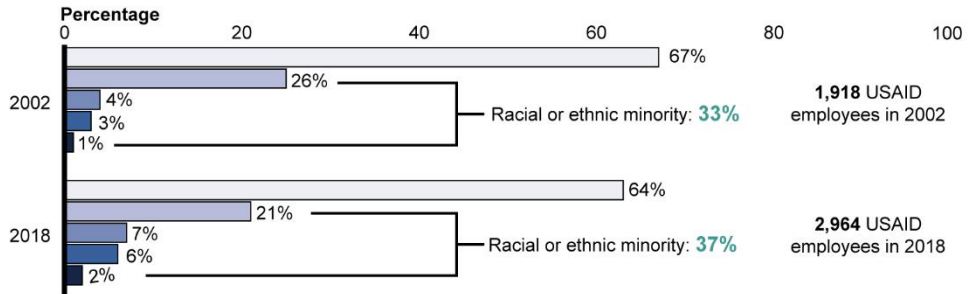 Percentage
0 20 40 60 80 100
67%
26%
2002
4%
3%
1%
Racial or ethnic minority: 33%
1,918 USAID
employees in 2002
64%
21%
2018
7%
6%
2%
Racial or ethnic minority: 37%
2,964 USAID
employees in 2018